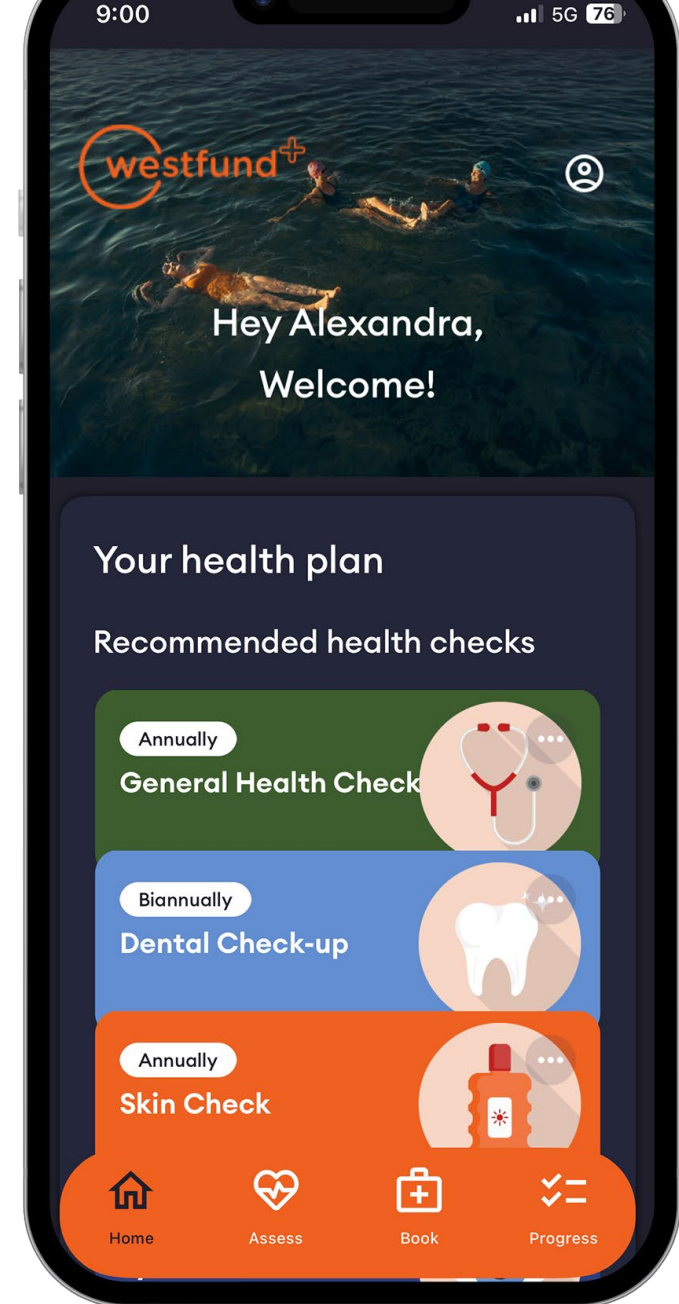 9:00
5G 76
westfund
Hey Alexandra,
Welcome!
Your health plan
Recommended health checks
Annually
General Health Check
Biannually
Dental Check-up
Annually
Skin Check
Home
Assess
Book
Progress